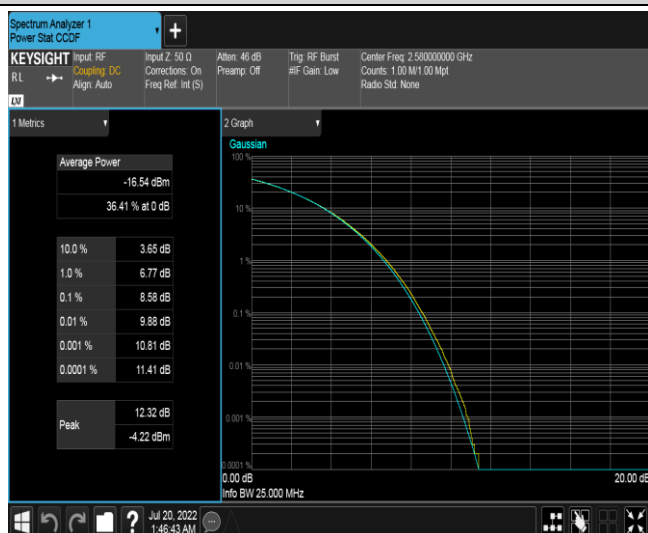 Spectrum Analyzer 1
Power Stat CCDF
+
KEYSIGHT
RL
LXI
Input: RF
Coupling: DC
Align: Auto
Input Z: 50 Ω
Corrections: On
Freq Ref: Int (S)
Atten: 46 dB
Preamp: Off
Trig: RF Burst
#IF Gain: Low
Center Freq: 2.580000000 GHz
Counts: 1.00 M/1.00 Mpt
Radio Std: None
1 Metrics
Average Power
-16.54 dBm
36.41 % at 0 dB
10.0 % 3.65 dB
1.0 % 6.77 dB
0.1 % 8.58 dB
0.01 % 9.88 dB
0.001 % 10.81 dB
0.0001 % 11.41 dB
Peak
12.32 dB
-4.22 dBm
2 Graph
Gaussian
100 %
10 %
1 %
0.1 %
0.01 %
0.001 %
0.0001 %
0.00 dB 20.00 dB
Info BW 25.000 MHz
?
Jul 20, 2022
1:46:43 AM